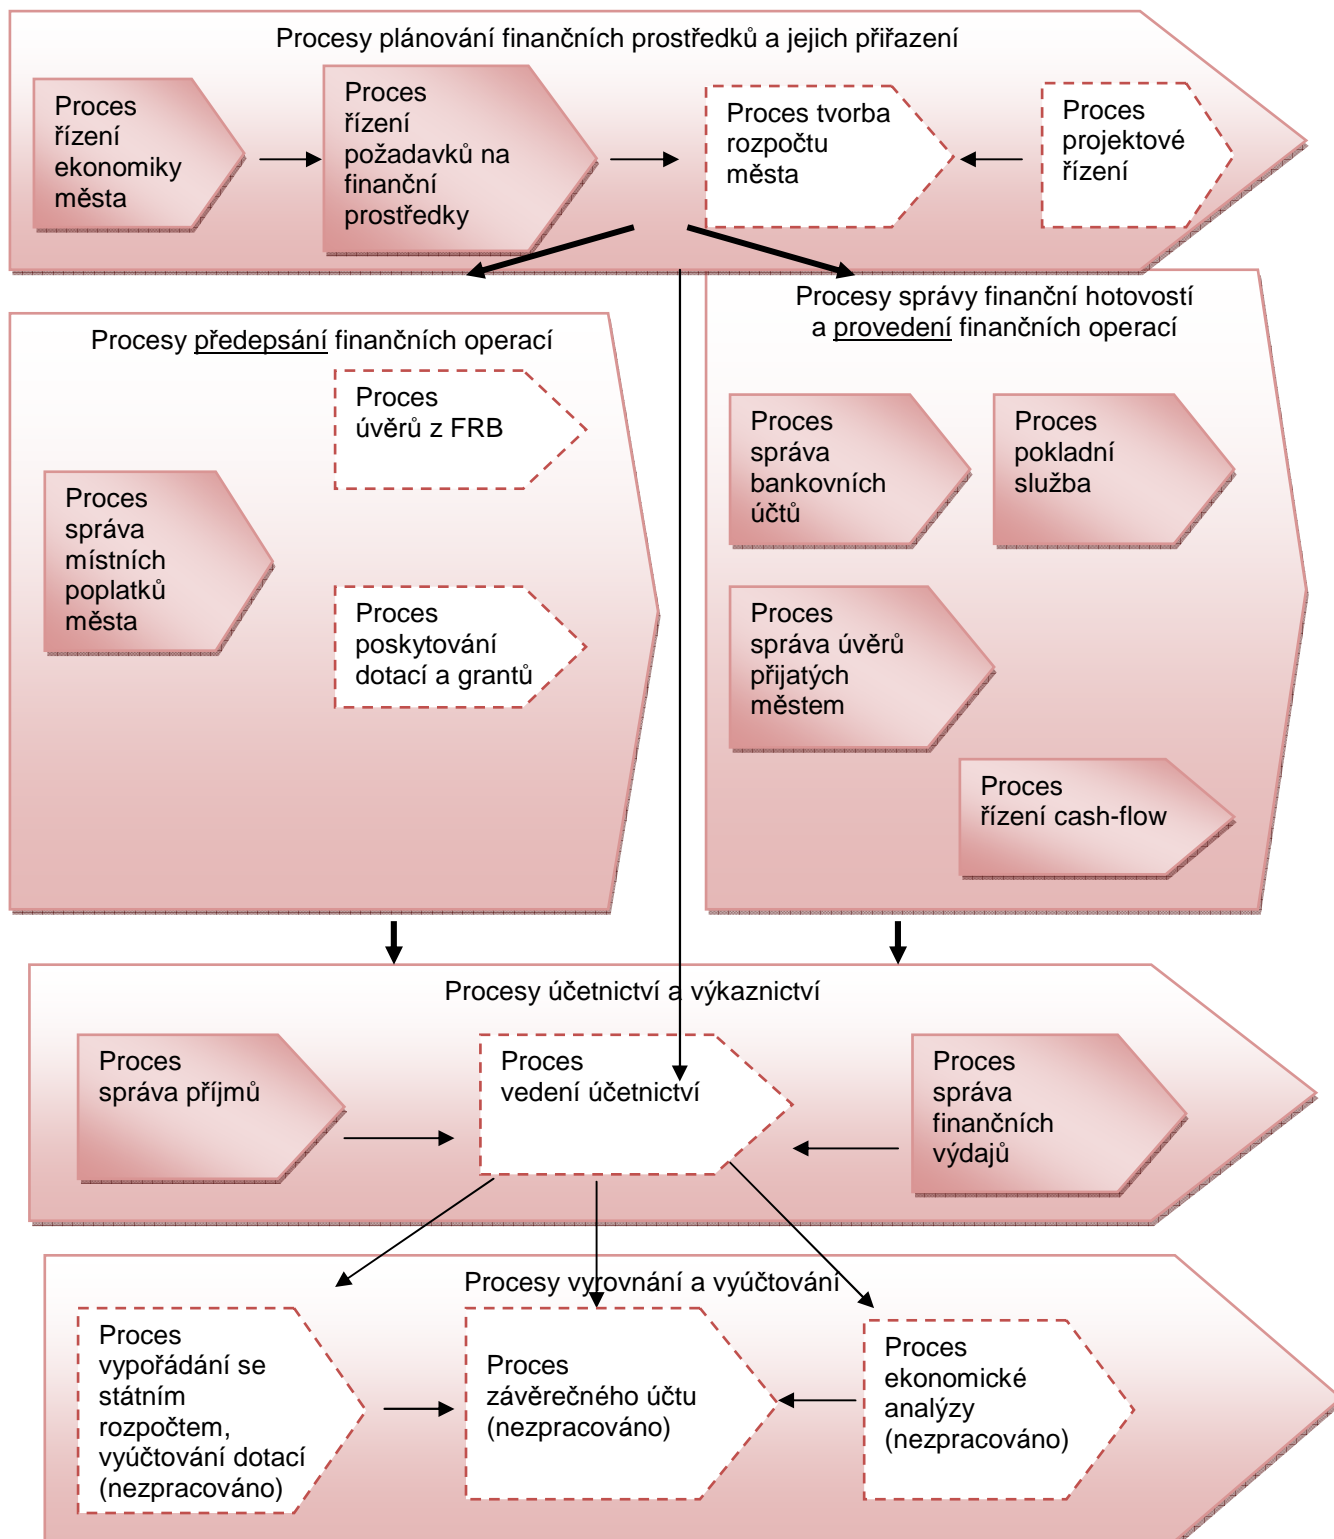 Procesy plánování finančních prostředků a jejich přiřazení
Proces
řízení
ekonomiky
města
Proces
řízení
požadavků na
finanční
prostředky
Proces tvorba
rozpočtu
města
Proces
projektové
řízení
Procesy předepsání finančních operací
Proces
úvěrů z FRB
Proces
správa
místních
poplatků
města
Proces
poskytování
dotací a grantů
Procesy správy finanční hotovostí
a provedení finančních operací
Proces
správa
bankovních
účtů
Proces
pokladní
služba
Proces
správa úvěrů
přijatých
městem
Proces
řízení cash-flow
Procesy účetnictví a výkaznictví
Proces
správa příjmů
Proces
vedení účetnictví
Proces
správa
finančních
výdajů
Procesy vyrovnání a vyúčtování
Proces
vypořádání se
státním
rozpočtem,
vyúčtování dotací
(nezpracováno)
Proces
závěrečného účtu
(nezpracováno)
Proces
ekonomické
analýzy
(nezpracováno)